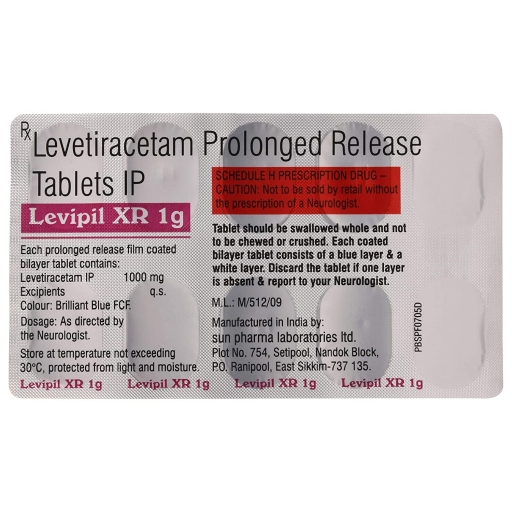 Rx Levetiracetam Prolonged Release
Tablets IP
Levipil XR 1g
Each prolonged release film coated
bilayer tablet contains:
Levetiracetam IP 1000 mg
Excipients q.s.
Colour: Brilliant Blue FCF.
Dosage: As directed by
the Neurologist.
Store at temperature not exceeding
30°C, protected from light and moisture.
SCHEDULE H PRESCRIPTION DRUG –
CAUTION: Not to be sold by retail without
the prescription of a Neurologist.
Tablet should be swallowed whole and not
to be chewed or crushed. Each coated
bilayer tablet consists of a blue layer & a
white layer. Discard the tablet if one layer
is absent & report to your Neurologist.
M.L.: M/512/09
Manufactured in India by:
sun pharma laboratories ltd.
Plot No. 754, Setipool, Nandok Block,
P.O. Ranipool, East Sikkim-737 135.
PBSPF0705D
Levipil XR 1g Levipil XR 1g Levipil XR 1g Levipil XR 1g